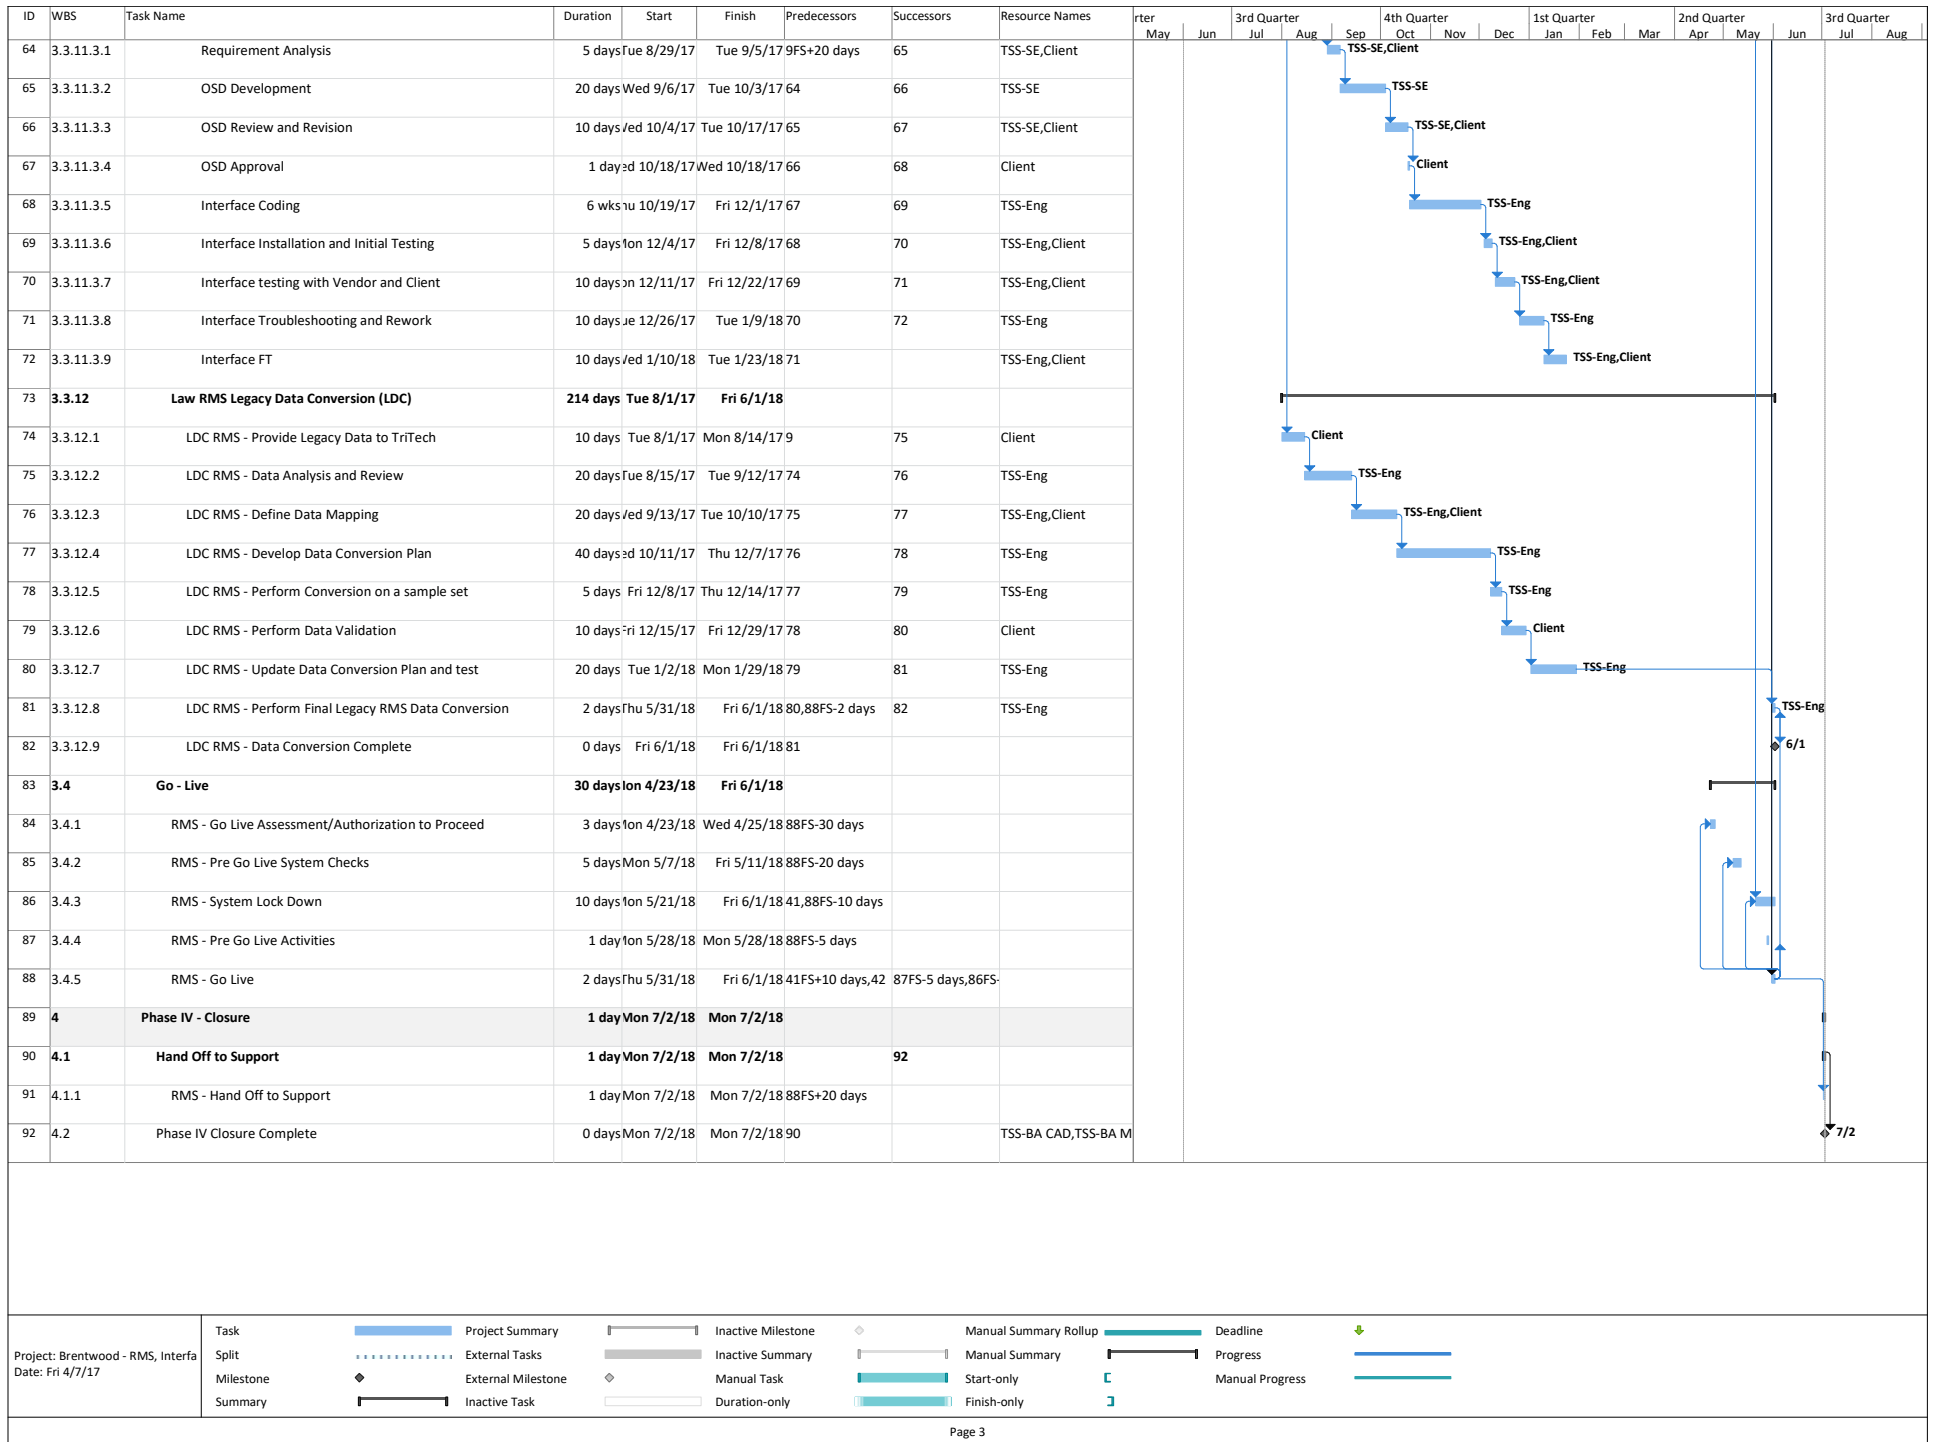 ID WBS Task Name Duration Start Finish Predecessors Successors Resource Names rter 3rd Quarter 4th Quarter 1st Quarter 2nd Quarter 3rd Quarter
May Jun Jul Aug Sep Oct Nov Dec Jan Feb Mar Apr May Jun Jul Aug
64 3.3.11.3.1 Requirement Analysis 5 days Tue 8/29/17 Tue 9/5/17 9FS+20 days 65 TSS-SE,Client TSS-SE,Client
65 3.3.11.3.2 OSD Development 20 days Wed 9/6/17 Tue 10/3/17 64 66 TSS-SE TSS-SE
66 3.3.11.3.3 OSD Review and Revision 10 days ed 10/4/17 Tue 10/17/17 65 67 TSS-SE,Client TSS-SE,Client
67 3.3.11.3.4 OSD Approval 1 day ed 10/18/17 Wed 10/18/17 66 68 Client Client
68 3.3.11.3.5 Interface Coding 6 wks u 10/19/17 Fri 12/1/17 67 69 TSS-Eng TSS-Eng
69 3.3.11.3.6 Interface Installation and Initial Testing 5 days on 12/4/17 Fri 12/8/17 68 70 TSS-Eng,Client TSS-Eng,Client
70 3.3.11.3.7 Interface testing with Vendor and Client 10 days on 12/11/17 Fri 12/22/17 69 71 TSS-Eng,Client TSS-Eng,Client
71 3.3.11.3.8 Interface Troubleshooting and Rework 10 days ue 12/26/17 Tue 1/9/18 70 72 TSS-Eng TSS-Eng
72 3.3.11.3.9 Interface FT 10 days ed 1/10/18 Tue 1/23/18 71 TSS-Eng,Client TSS-Eng,Client
73 3.3.12 Law RMS Legacy Data Conversion (LDC) 214 days Tue 8/1/17 Fri 6/1/18
74 3.3.12.1 LDC RMS - Provide Legacy Data to TriTech 10 days Tue 8/1/17 Mon 8/14/17 9 75 Client Client
75 3.3.12.2 LDC RMS - Data Analysis and Review 20 days Tue 8/15/17 Tue 9/12/17 74 76 TSS-Eng TSS-Eng
76 3.3.12.3 LDC RMS - Define Data Mapping 20 days ed 9/13/17 Tue 10/10/17 75 77 TSS-Eng,Client TSS-Eng,Client
77 3.3.12.4 LDC RMS - Develop Data Conversion Plan 40 days ed 10/11/17 Thu 12/7/17 76 78 TSS-Eng TSS-Eng
78 3.3.12.5 LDC RMS - Perform Conversion on a sample set 5 days Fri 12/8/17 Thu 12/14/17 77 79 TSS-Eng TSS-Eng
79 3.3.12.6 LDC RMS - Perform Data Validation 10 days Fri 12/15/17 Fri 12/29/17 78 80 Client Client
80 3.3.12.7 LDC RMS - Update Data Conversion Plan and test 20 days Tue 1/2/18 Mon 1/29/18 79 81 TSS-Eng TSS-Eng
81 3.3.12.8 LDC RMS - Perform Final Legacy RMS Data Conversion 2 days Thu 5/31/18 Fri 6/1/18 80,88FS-2 days 82 TSS-Eng TSS-Eng
82 3.3.12.9 LDC RMS - Data Conversion Complete 0 days Fri 6/1/18 Fri 6/1/18 81 6/1
83 3.4 Go - Live 30 days on 4/23/18 Fri 6/1/18
84 3.4.1 RMS - Go Live Assessment/Authorization to Proceed 3 days on 4/23/18 Wed 4/25/18 88FS-30 days
85 3.4.2 RMS - Pre Go Live System Checks 5 days Mon 5/7/18 Fri 5/11/18 88FS-20 days
86 3.4.3 RMS - System Lock Down 10 days on 5/21/18 Fri 6/1/18 41,88FS-10 days
87 3.4.4 RMS - Pre Go Live Activities 1 day on 5/28/18 Mon 5/28/18 88FS-5 days
88 3.4.5 RMS - Go Live 2 days Thu 5/31/18 Fri 6/1/18 41FS+10 days,42 87FS-5 days,86FS-
89 4 Phase IV - Closure 1 day Mon 7/2/18 Mon 7/2/18
90 4.1 Hand Off to Support 1 day Mon 7/2/18 Mon 7/2/18 92
91 4.1.1 RMS - Hand Off to Support 1 day Mon 7/2/18 Mon 7/2/18 88FS+20 days
92 4.2 Phase IV Closure Complete 0 days Mon 7/2/18 Mon 7/2/18 90 TSS-BA CAD,TSS-BA M 7/2
Project: Brentwood - RMS, Interfa
Date: Fri 4/7/17
Task Project Summary Inactive Milestone Manual Summary Rollup Deadline
Split External Tasks Inactive Summary Manual Summary Progress
Milestone External Milestone Manual Task Start-only Manual Progress
Summary Inactive Task Duration-only Finish-only
Page 3